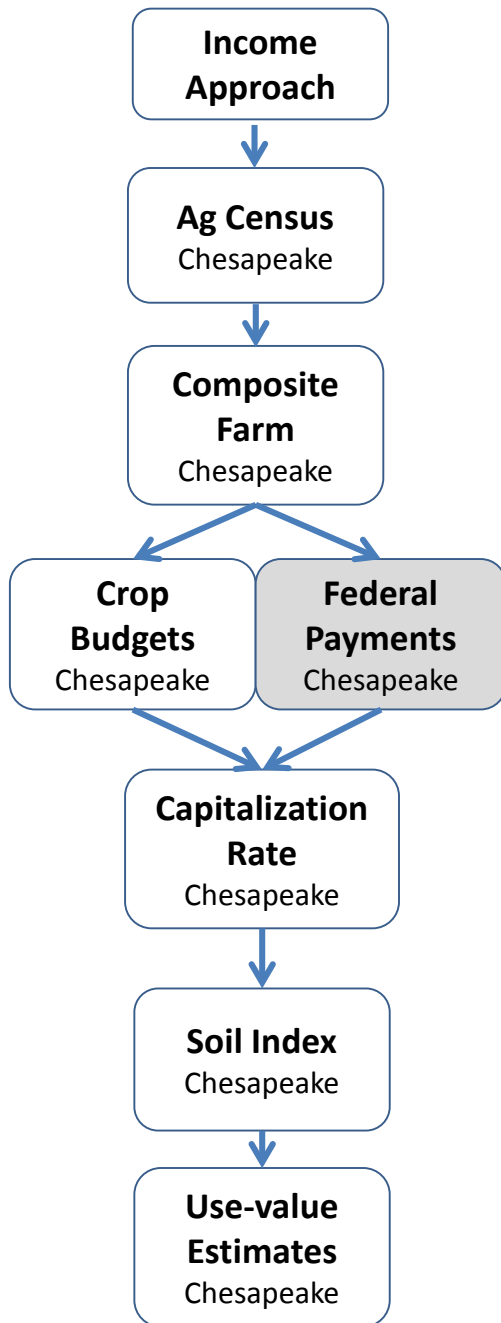 Income
Approach
Ag Census
Chesapeake
Composite
Farm
Chesapeake
Crop
Budgets
Chesapeake
Federal
Payments
Chesapeake
Capitalization
Rate
Chesapeake
Soil Index
Chesapeake
Use-value
Estimates
Chesapeake